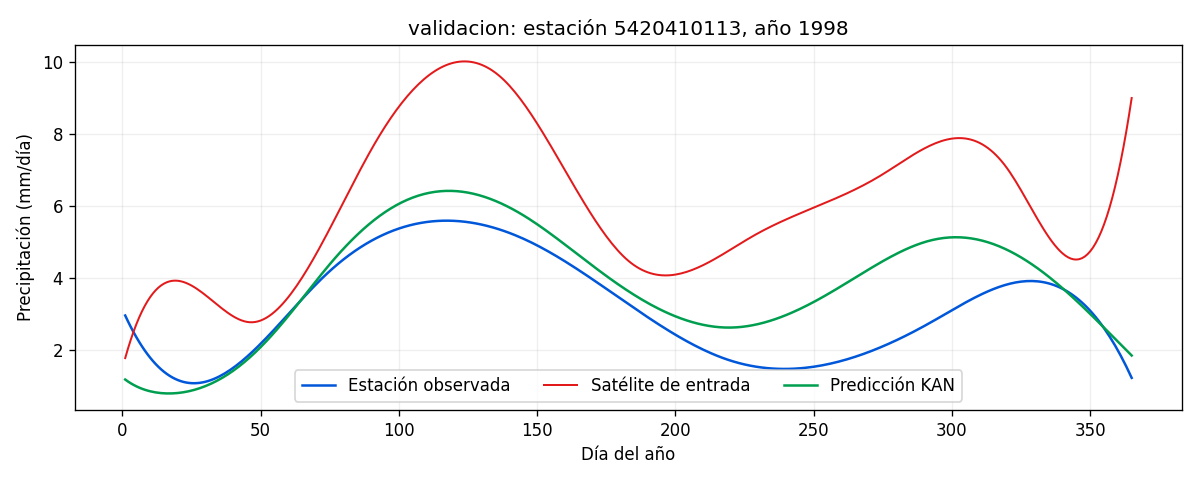 validacion: estación 5420410113, año 1998
Precipitación (mm/día)
10
8
6
4
2
Estación observada
Satélite de entrada
Predicción KAN
0
50
100
150
200
250
300
350
Día del año